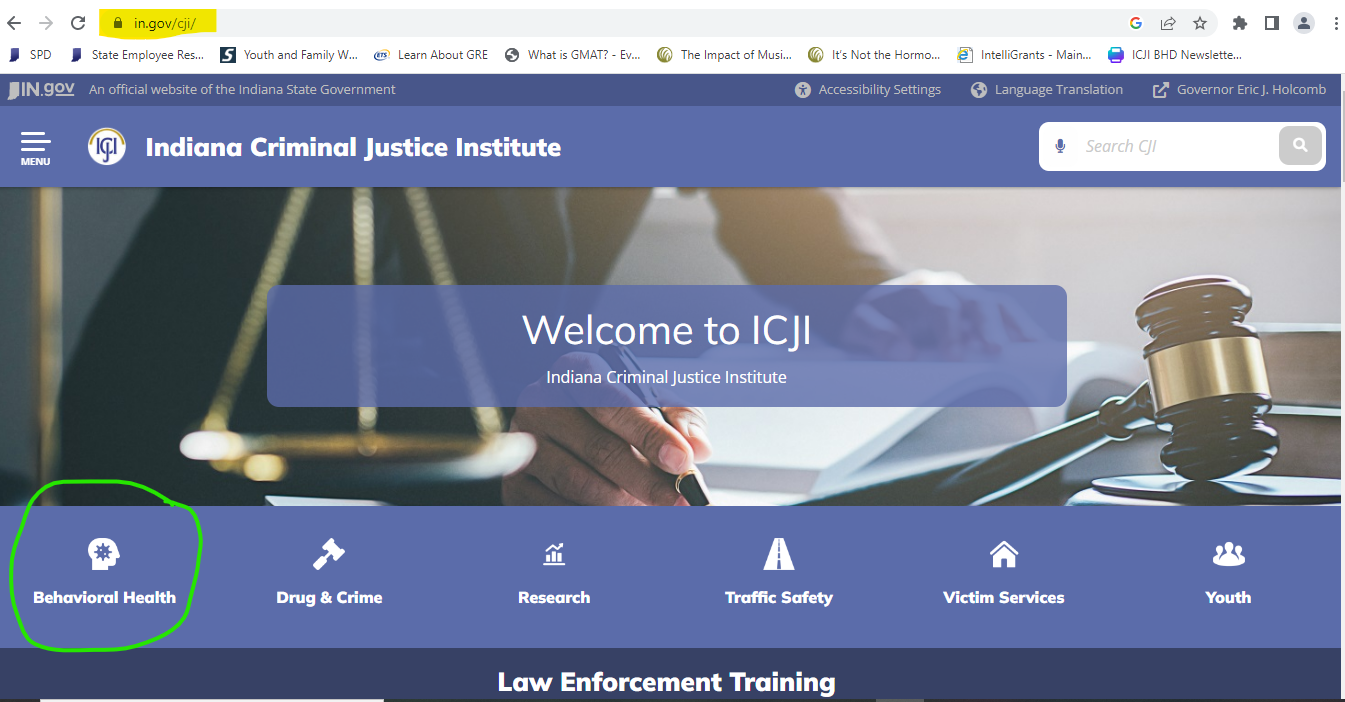 in.gov/cji/
SPD State Employee Res... Youth and Family W... ETS Learn About GRE What is GMAT? - Ev... The Impact of Musi... It's Not the Hormo... IntelliGrants - Main... ICJI BHD Newslette...
IN.gov An official website of the Indiana State Government Accessibility Settings Language Translation Governor Eric J. Holcomb
MENU ICJI Indiana Criminal Justice Institute Search CJI
Welcome to ICJI
Indiana Criminal Justice Institute
Behavioral Health Drug & Crime Research Traffic Safety Victim Services Youth
Law Enforcement Training